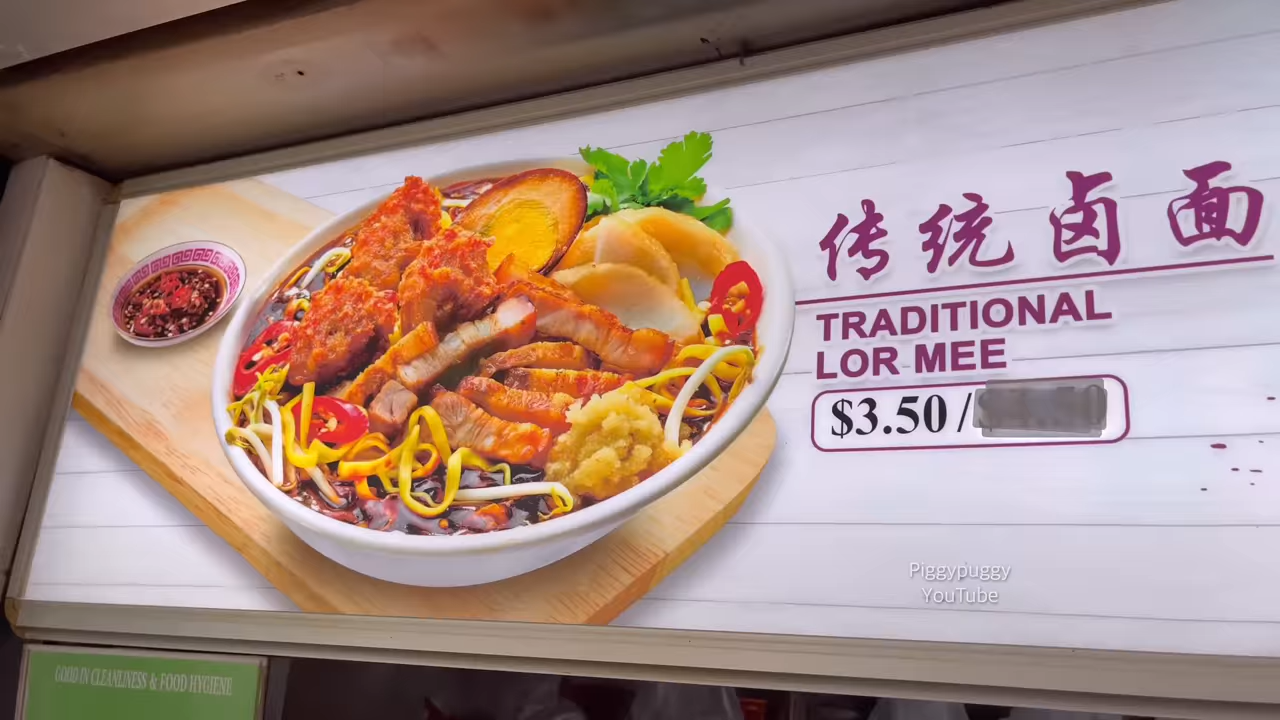 传统卤面
TRADITIONAL
LOR MEE
$3.50 /
Piggypuggy
YouTube
GOOD IN CLEANLINESS & FOOD HYGIENE